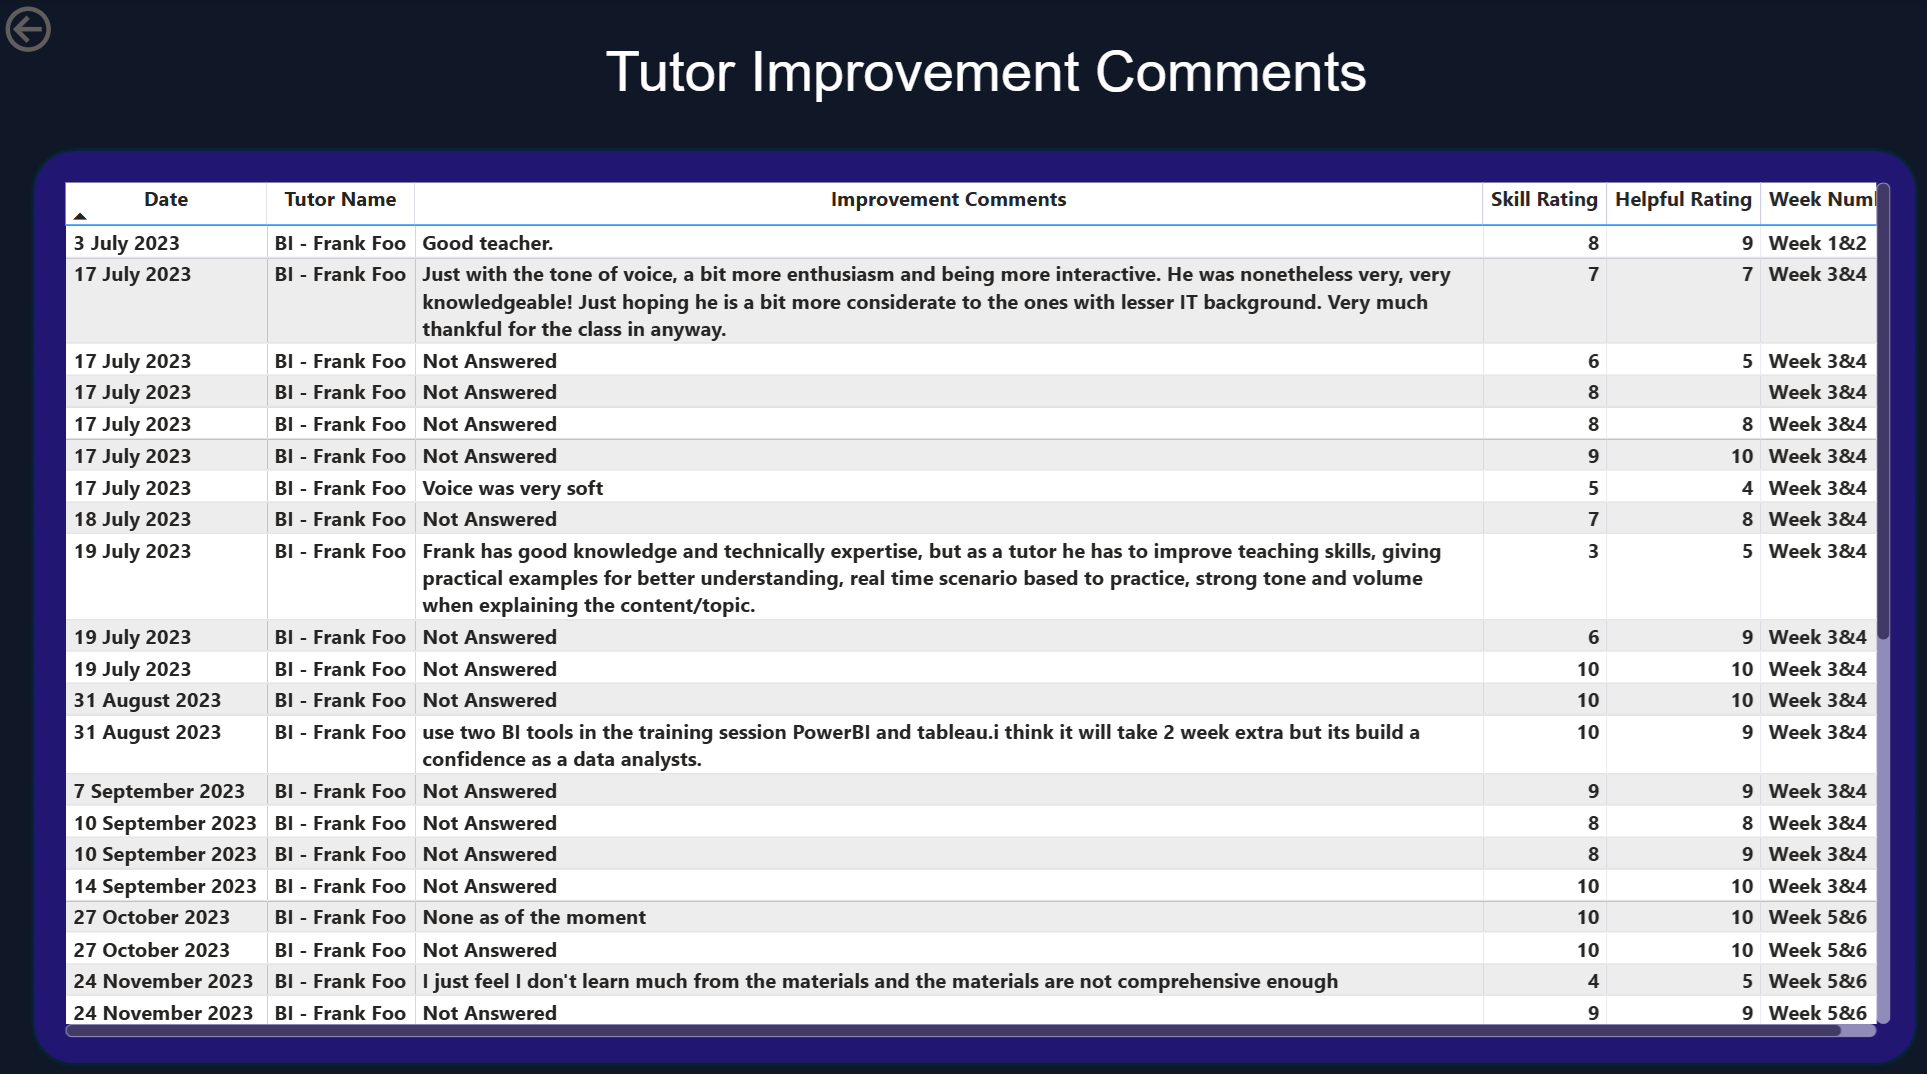 Tutor Improvement Comments
Date Tutor Name Improvement Comments Skill Rating Helpful Rating Week Num
3 July 2023 BI - Frank Foo Good teacher. 8 9 Week 1&2
17 July 2023 BI - Frank Foo Just with the tone of voice, a bit more enthusiasm and being more interactive. He was nonetheless very, very 7 7 Week 3&4
knowledgeable! Just hoping he is a bit more considerate to the ones with lesser IT background. Very much
thankful for the class in anyway.
17 July 2023 BI - Frank Foo Not Answered 6 5 Week 3&4
17 July 2023 BI - Frank Foo Not Answered 8 Week 3&4
17 July 2023 BI - Frank Foo Not Answered 8 8 Week 3&4
17 July 2023 BI - Frank Foo Not Answered 9 10 Week 3&4
17 July 2023 BI - Frank Foo Voice was very soft 5 4 Week 3&4
18 July 2023 BI - Frank Foo Not Answered 7 8 Week 3&4
19 July 2023 BI - Frank Foo Frank has good knowledge and technically expertise, but as a tutor he has to improve teaching skills, giving 3 5 Week 3&4
practical examples for better understanding, real time scenario based to practice, strong tone and volume
when explaining the content/topic.
19 July 2023 BI - Frank Foo Not Answered 6 9 Week 3&4
19 July 2023 BI - Frank Foo Not Answered 10 10 Week 3&4
31 August 2023 BI - Frank Foo Not Answered 10 10 Week 3&4
31 August 2023 BI - Frank Foo use two BI tools in the training session PowerBI and tableau.i think it will take 2 week extra but its build a 10 9 Week 3&4
confidence as a data analysts.
7 September 2023 BI - Frank Foo Not Answered 9 9 Week 3&4
10 September 2023 BI - Frank Foo Not Answered 8 8 Week 3&4
10 September 2023 BI - Frank Foo Not Answered 8 9 Week 3&4
14 September 2023 BI - Frank Foo Not Answered 10 10 Week 3&4
27 October 2023 BI - Frank Foo None as of the moment 10 10 Week 5&6
27 October 2023 BI - Frank Foo Not Answered 10 10 Week 5&6
24 November 2023 BI - Frank Foo I just feel I don't learn much from the materials and the materials are not comprehensive enough 4 5 Week 5&6
24 November 2023 BI - Frank Foo Not Answered 9 9 Week 5&6